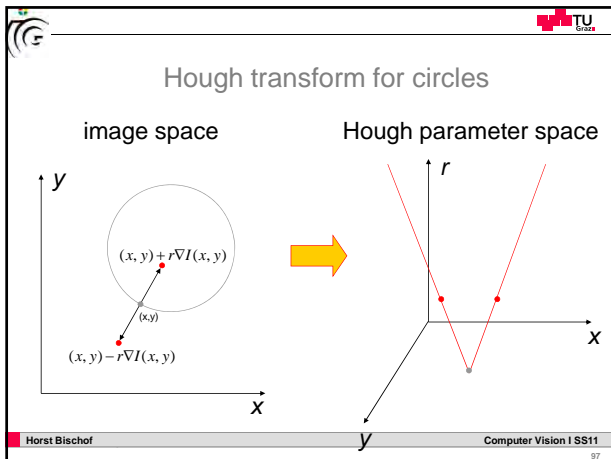 TU
Graz
Hough transform for circles
image space
Hough parameter space
y
(x, y) + r∇I(x, y)
(x,y)
(x, y) − r∇I(x, y)
x
r
x
y
Horst Bischof
Computer Vision I SS11
97